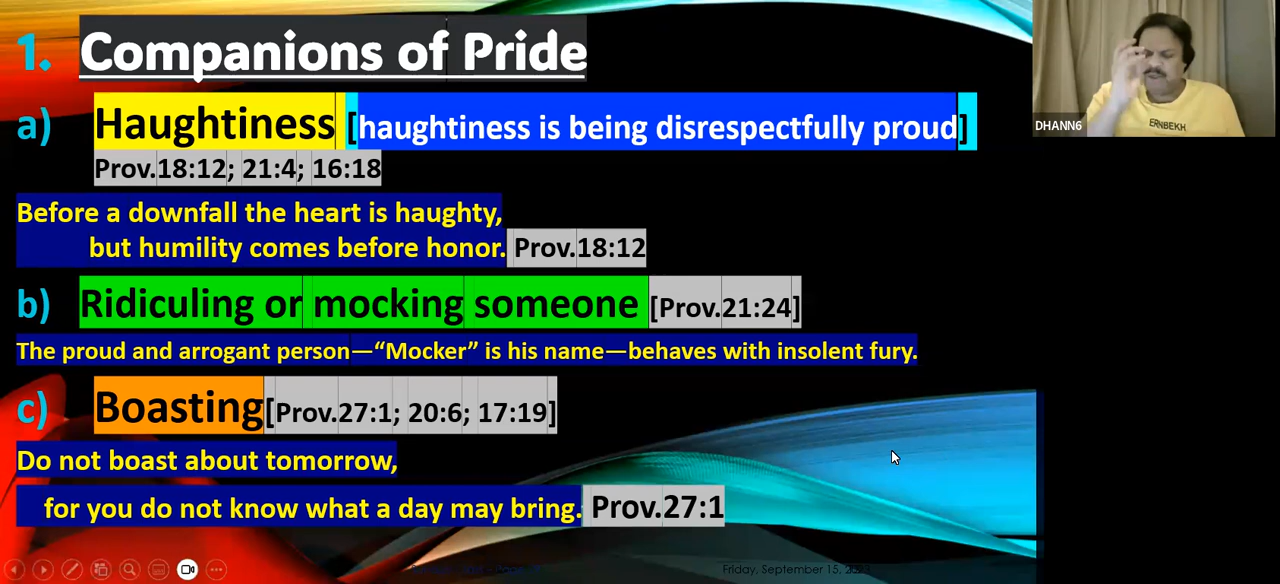 1. Companions of Pride
a) Haughtiness [haughtiness is being disrespectfully proud]
Prov.18:12; 21:4; 16:18
Before a downfall the heart is haughty,
but humility comes before honor. Prov.18:12
b) Ridiculing or mocking someone [Prov.21:24]
The proud and arrogant person—“Mocker” is his name—behaves with insolent fury.
c) Boasting[Prov.27:1; 20:6; 17:19]
Do not boast about tomorrow,
for you do not know what a day may bring. Prov.27:1
DHANN6
ERNBEKH
Friday, September 15,